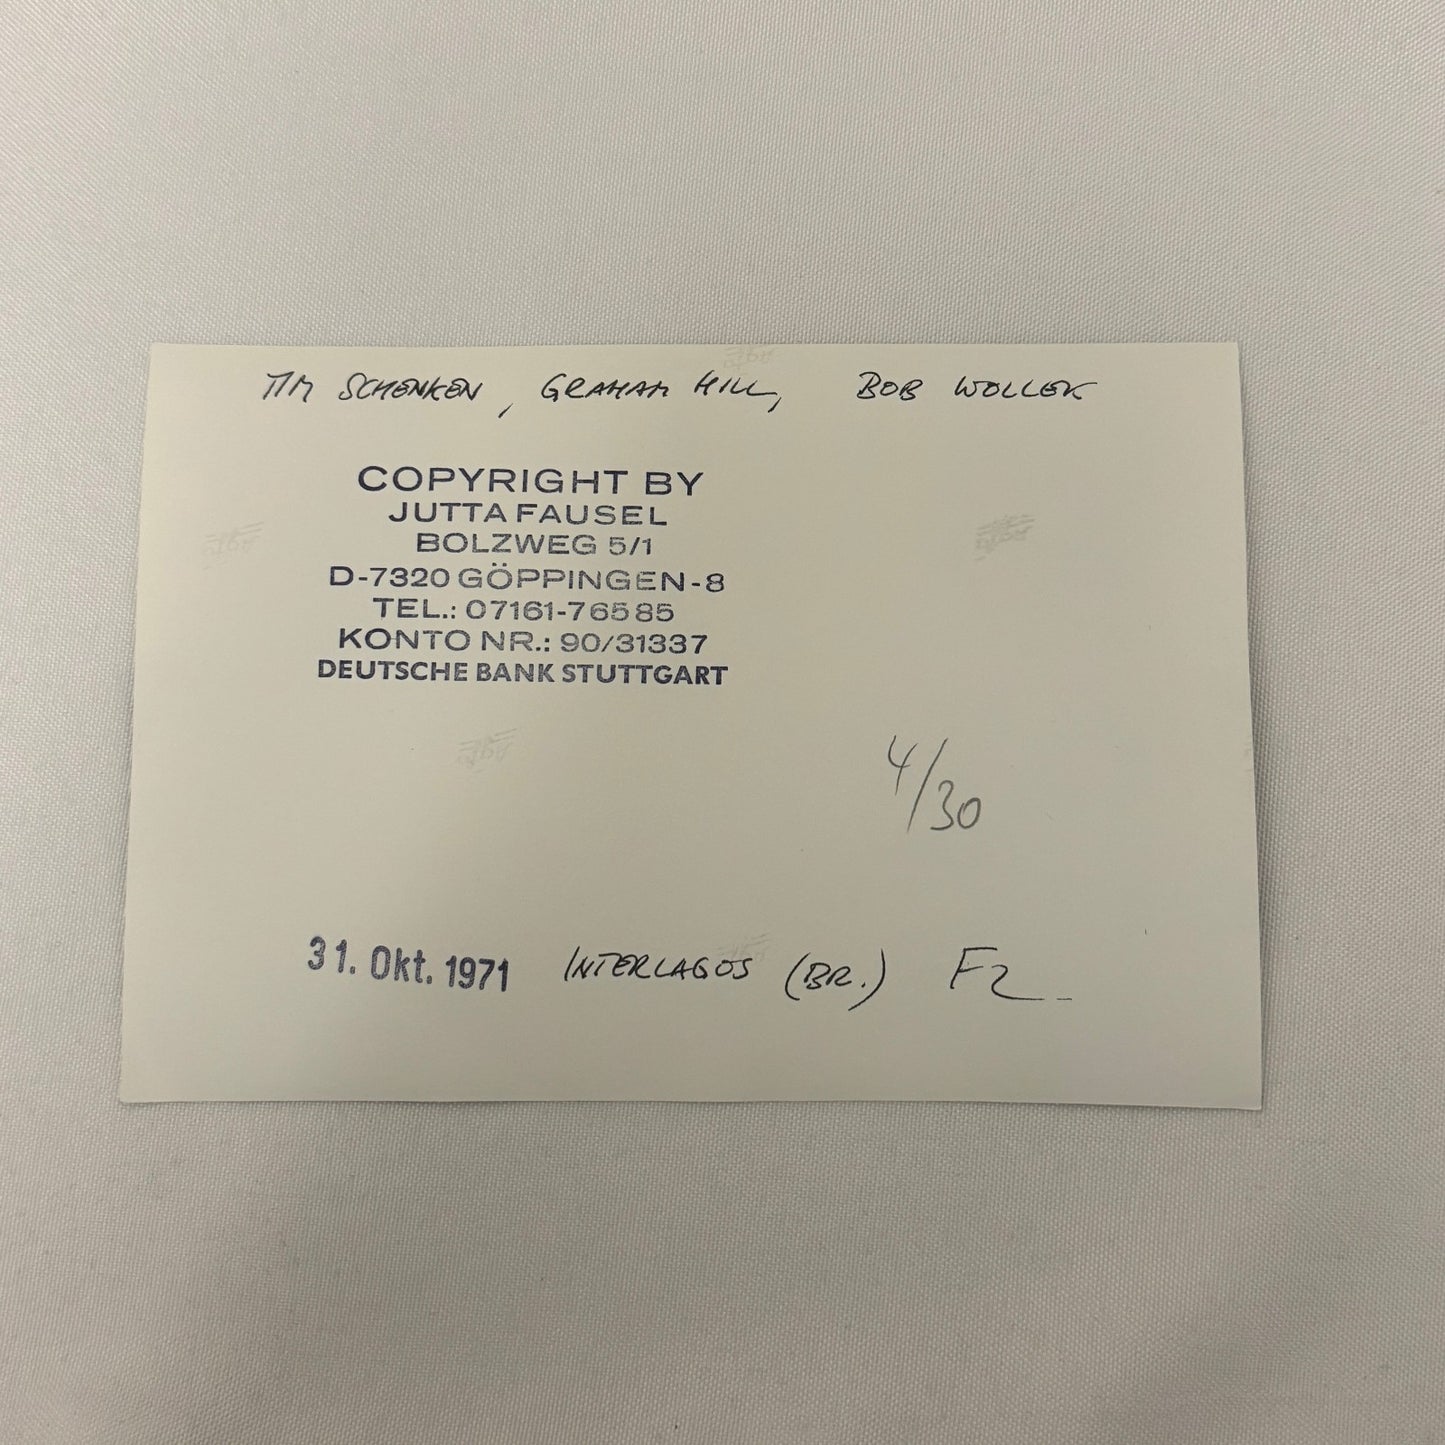 TIM SCHENKEN, GRAHAM HILL, BOB WOLLEK
COPYRIGHT BY
JUTTA FAUSEL
BOLZWEG 5/1
D-7320 GÖPPINGEN-8
TEL.: 07161-76585
KONTO NR.: 90/31337
DEUTSCHE BANK STUTTGART
4/30
31. Okt. 1971 INTERLAGOS (BR.) F2